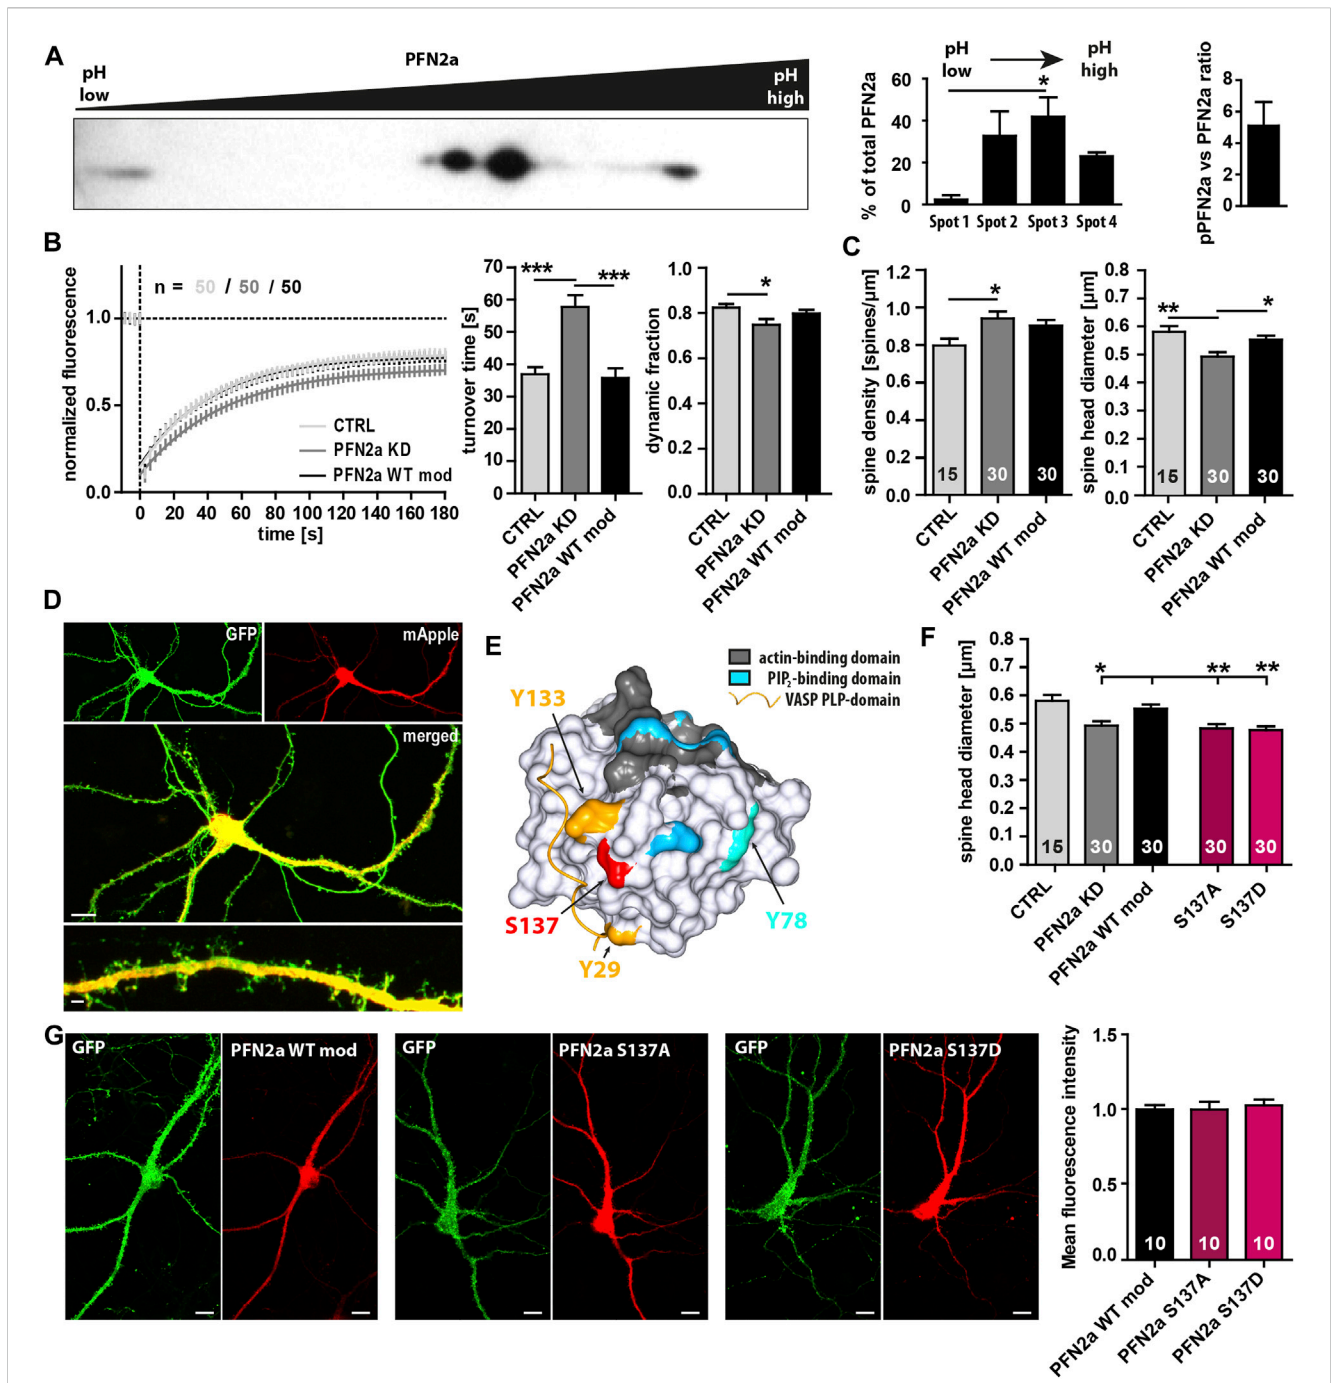 A
pH low
PFN2a
pH high
% of total PFN2a
60
40
20
0
pH low
pH high
*
Spot 1 Spot 2 Spot 3 Spot 4
pPFN2a vs PFN2a ratio
8
6
4
2
0
B
normalized fluorescence
1.0
0.5
0.0
n = 50 / 50 / 50
CTRL
PFN2a KD
PFN2a WT mod
0 20 40 60 80 100 120 140 160 180
time [s]
turnover time [s]
70
60
50
40
30
20
10
0
*** ***
CTRL
PFN2a KD
PFN2a WT mod
dynamic fraction
1.0
0.8
0.6
0.4
0.2
0.0
*
CTRL
PFN2a KD
PFN2a WT mod
C
spine density [spines/µm]
1.2
1.0
0.8
0.6
0.4
0.2
0.0
*
15 30 30
CTRL
PFN2a KD
PFN2a WT mod
spine head diameter [µm]
0.8
0.7
0.6
0.5
0.4
0.3
0.2
0.1
0.0
** *
15 30 30
CTRL
PFN2a KD
PFN2a WT mod
D
GFP
mApple
merged
E
actin-binding domain
PIP2-binding domain
VASP PLP-domain
Y133
S137
Y29
Y78
F
spine head diameter [µm]
0.8
0.7
0.6
0.5
0.4
0.3
0.2
0.1
0.0
* ** **
15 30 30 30 30
CTRL
PFN2a KD
PFN2a WT mod
S137A
S137D
G
GFP
PFN2a WT mod
GFP
PFN2a S137A
GFP
PFN2a S137D
Mean fluorescence intensity
1.5
1.0
0.5
0.0
10 10 10
PFN2a WT mod
PFN2a S137A
PFN2a S137D